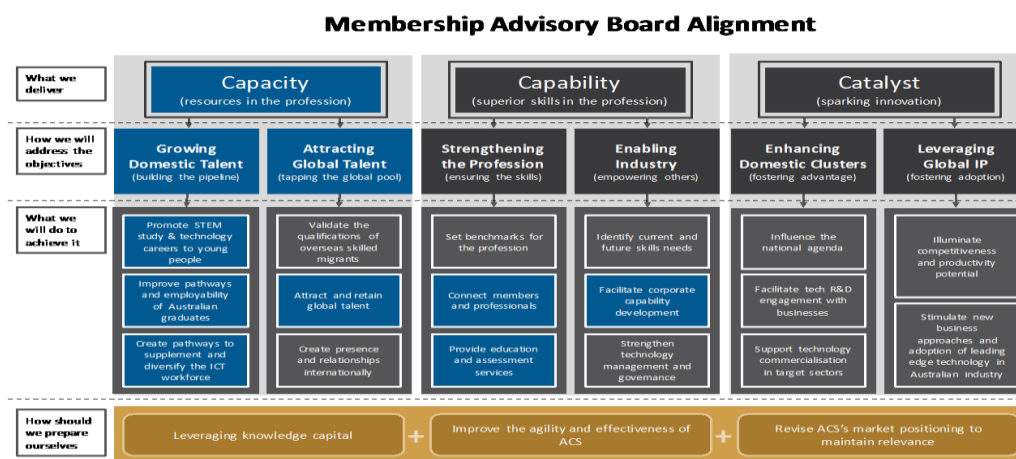 Membership Advisory Board Alignment
What we
deliver
Capacity
(resources in the profession)
Capability
(superior skills in the profession)
Catalyst
(sparking innovation)
How we will
address the
objectives
Growing
Domestic Talent
(building the pipeline)
Attracting
Global Talent
(tapping the global pool)
Strengthening
the Profession
(ensuring the skills)
Enabling
Industry
(empowering others)
Enhancing
Domestic Clusters
(fostering advantage)
Leveraging
Global IP
(fostering adoption)
What we
will do to
achieve it
Promote STEM
study & technology
careers to young
people
Improve pathways
and employability
of Australian
graduates
Create pathways to
supplement and
diversify the ICT
workforce
Validate the
qualifications of
overseas skilled
migrants
Attract and retain
global talent
Create presence
and relationships
internationally
Set benchmarks for
the profession
Connect members
and professionals
Provide education
and assessment
services
Identify current and
future skills needs
Facilitate corporate
capability
development
Strengthen
technology
management and
governance
Influence the
national agenda
Facilitate tech R&D
engagement with
businesses
Support technology
commercialisation
in target sectors
Illuminate
competitiveness
and productivity
potential
Stimulate new
business
approaches and
adoption of leading
edge technology in
Australian industry
How should
we prepare
ourselves
Leveraging knowledge capital
+
Improve the agility and effectiveness of
ACS
+
Revise ACS's market positioning to
maintain relevance